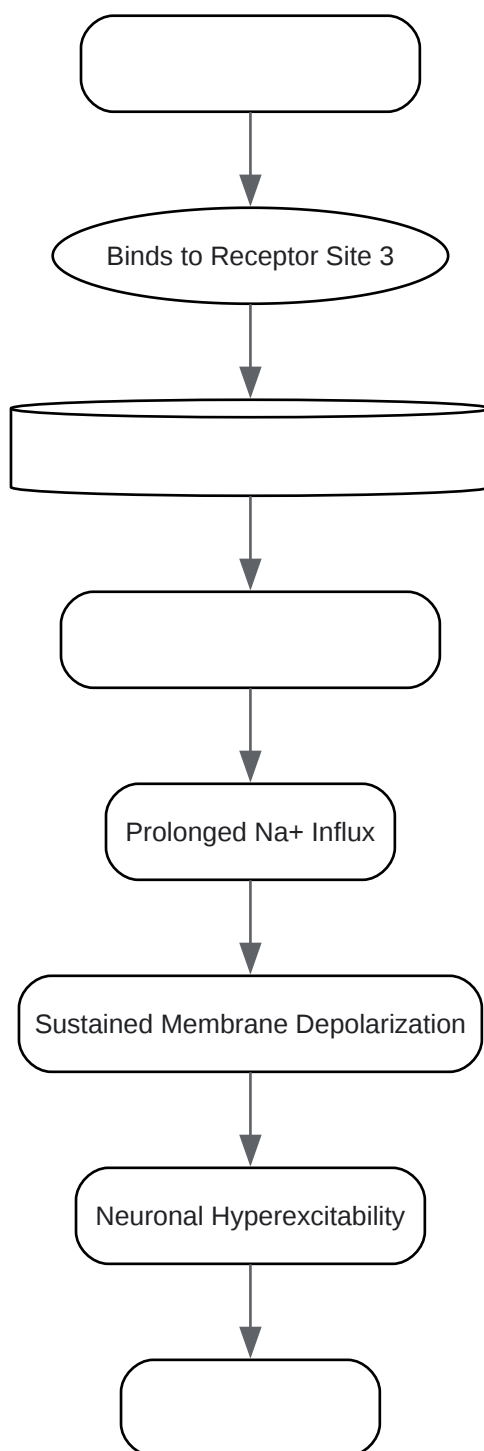 Binds to Receptor Site 3
Prolonged Na+ Influx
Sustained Membrane Depolarization
Neuronal Hyperexcitability